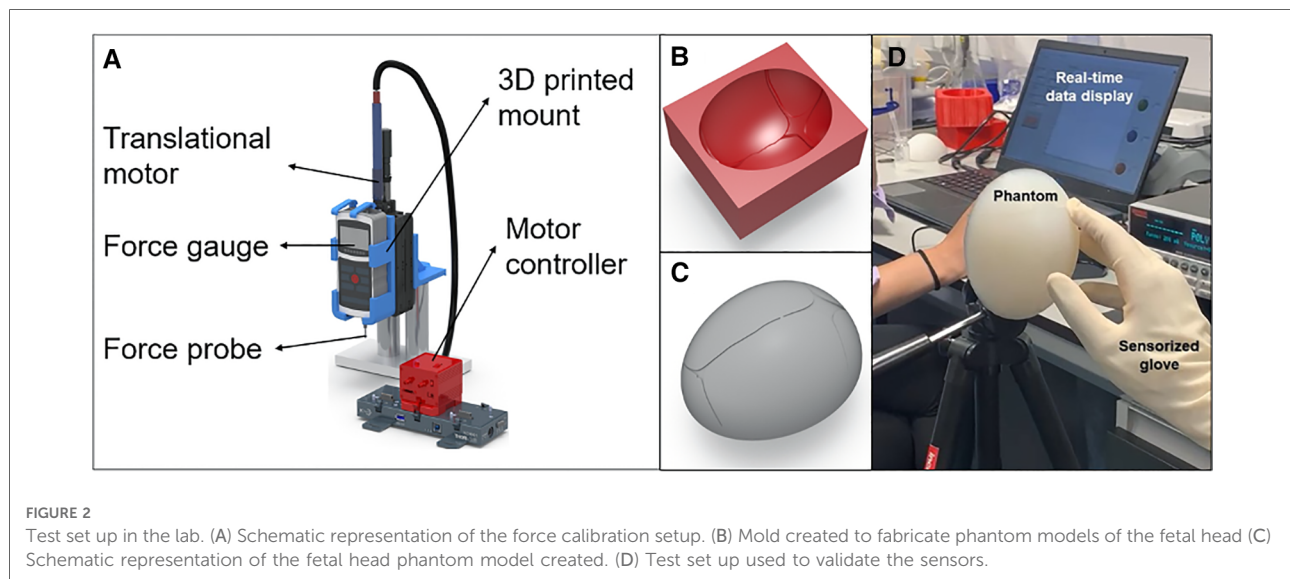 A
Translational
motor
Force gauge
Force probe
3D printed
mount
Motor
controller
B
C
D
Real-time
data display
Phantom
Sensorized
glove
FIGURE 2
Test set up in the lab. (A) Schematic representation of the force calibration setup. (B) Mold created to fabricate phantom models of the fetal head (C)
Schematic representation of the fetal head phantom model created. (D) Test set up used to validate the sensors.